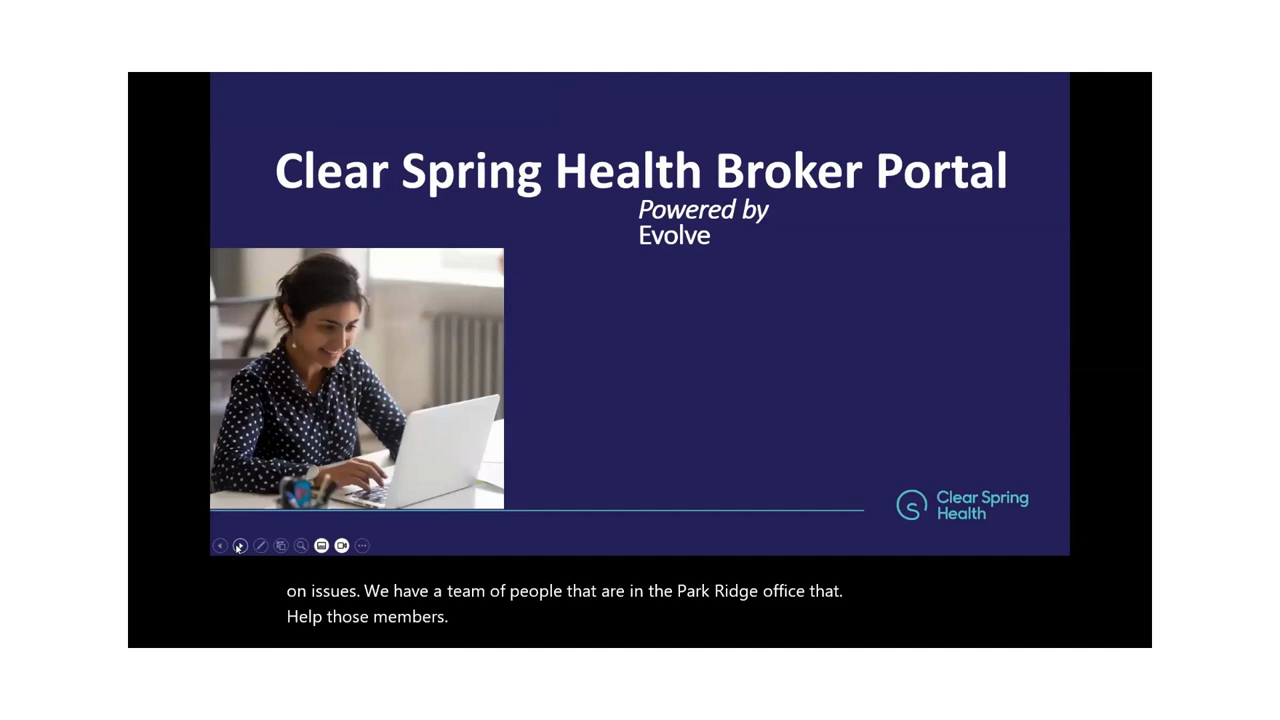 Clear Spring Health Broker Portal
Powered by
Evolve
Clear Spring
Health
on issues. We have a team of people that are in the Park Ridge office that.
Help those members.